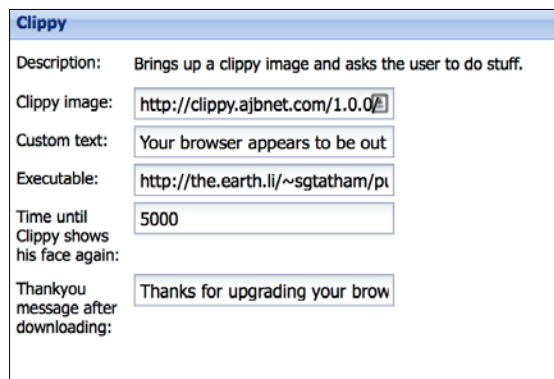 Clippy
Description: Brings up a clippy image and asks the user to do stuff.
Clippy image: http://clippy.ajbnet.com/1.0.0/
Custom text: Your browser appears to be out
Executable: http://the.earth.li/~sgtatham/pu
Time until 5000
Clippy shows
his face again:
Thankyou Thanks for upgrading your brow
message after
downloading: